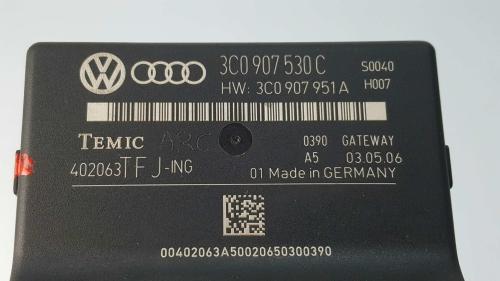 3C0 907 530 C S0040
HW: 3C0 907 951 A H007
TEMIC ARC 0390 GATEWAY
402063TFJ-ING A5 03.05.06
01 Made in GERMANY
00402063A50020650300390